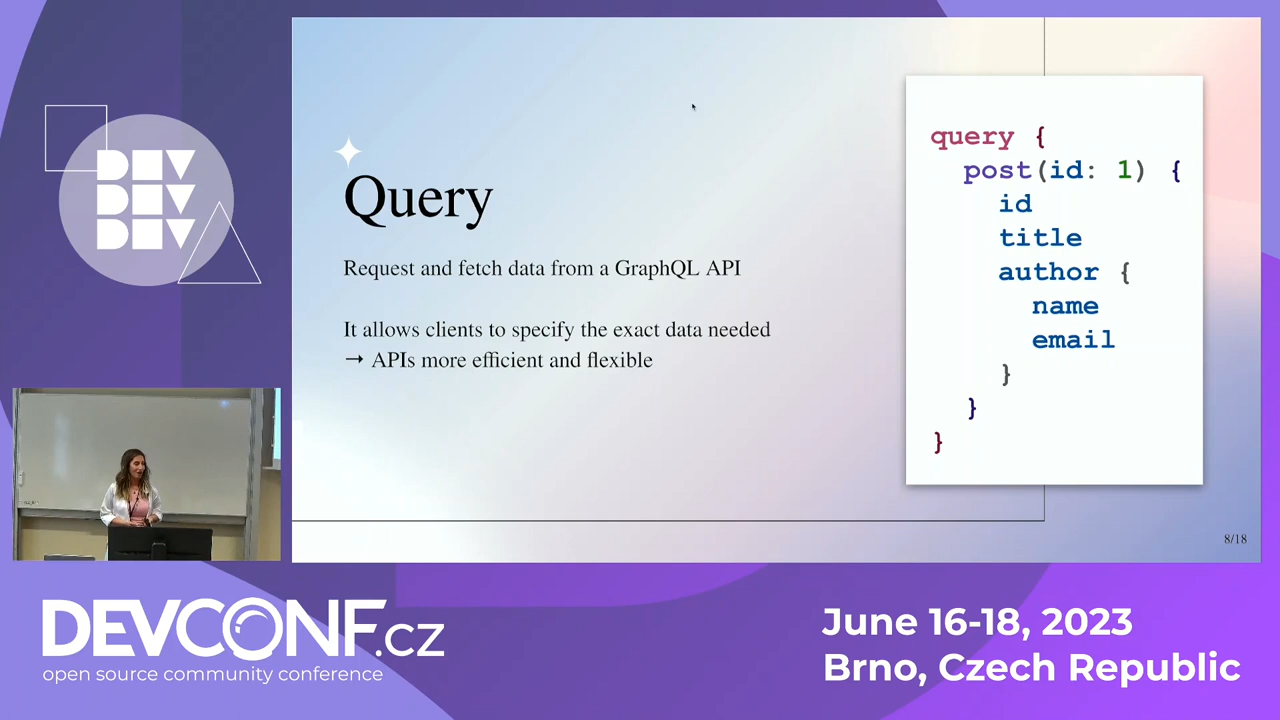 DEV
DEV
DEV
Query
Request and fetch data from a GraphQL API
It allows clients to specify the exact data needed
→ APIs more efficient and flexible
query {
post(id: 1) {
id
title
author {
name
email
}
}
}
8/18
DEVCONF.cz
open source community conference
June 16-18, 2023
Brno, Czech Republic